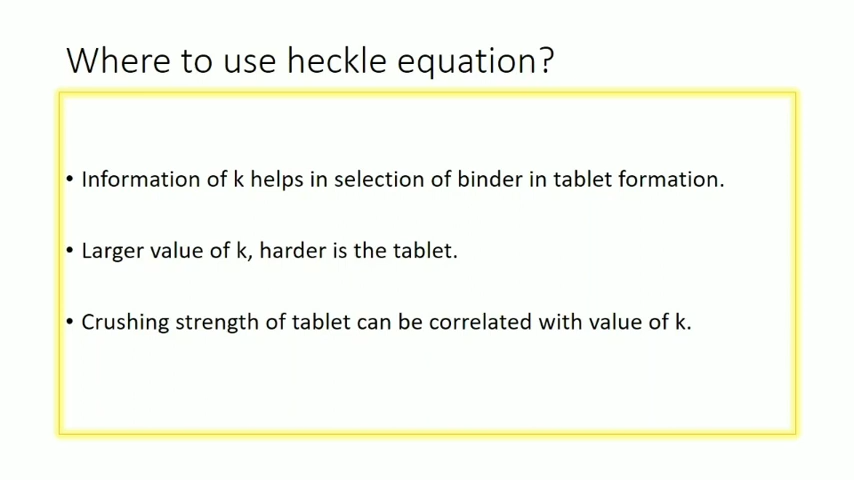 Where to use heckle equation?
• Information of k helps in selection of binder in tablet formation.
• Larger value of k, harder is the tablet.
• Crushing strength of tablet can be correlated with value of k.